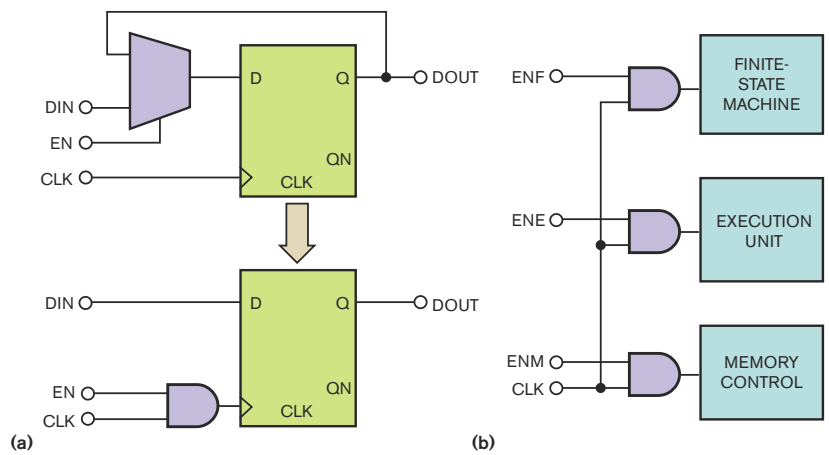 DIN
EN
CLK
D
Q
QN
CLK
DOUT
DIN
EN
CLK
D
Q
QN
CLK
DOUT
(a)
ENF
FINITE-
STATE
MACHINE
ENE
EXECUTION
UNIT
ENM
CLK
MEMORY
CONTROL
(b)